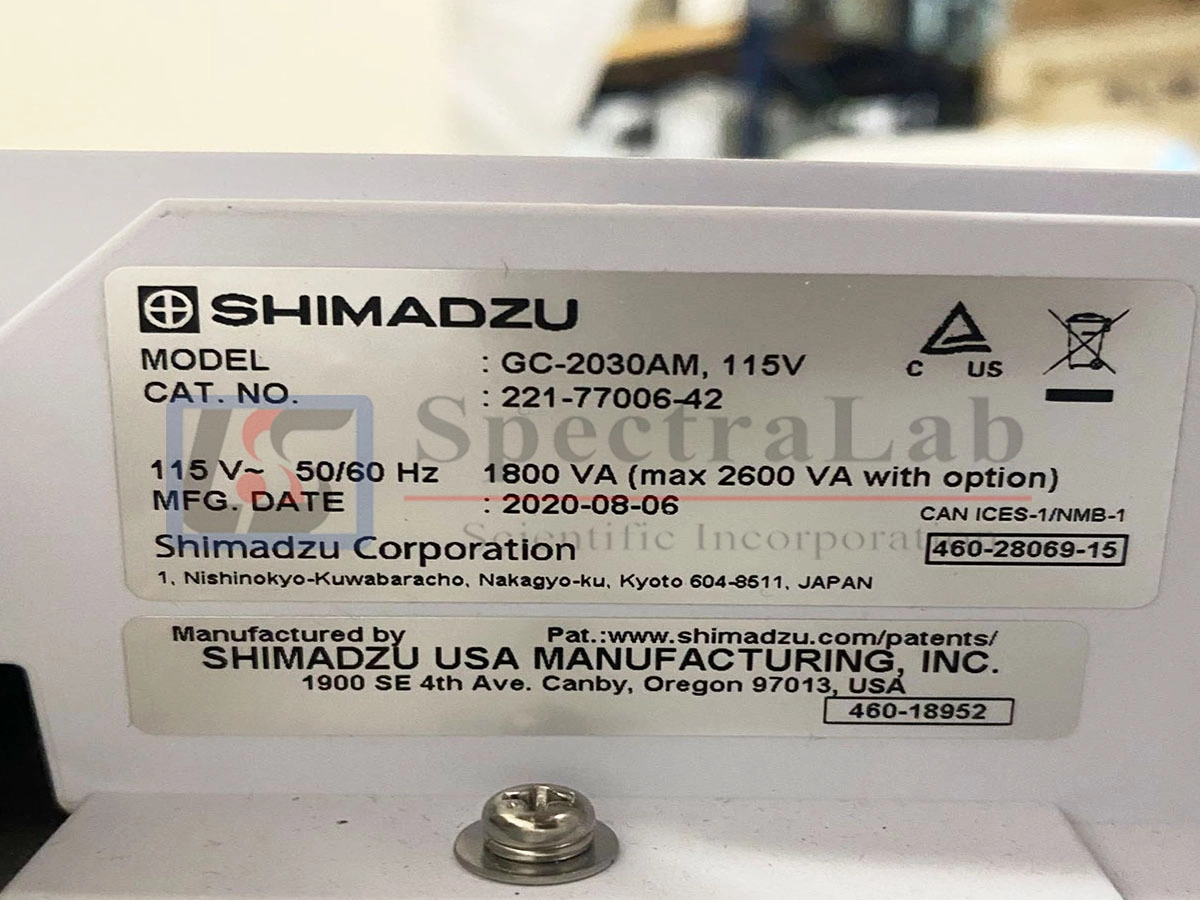 SHIMADZU
MODEL : GC-2030AM, 115V
CAT. NO. : 221-77006-42
C US
SpectraLab
115 V~ 50/60 Hz 1800 VA (max 2600 VA with option)
MFG. DATE : 2020-08-06
CAN ICES-1/NMB-1
Scientific Incorporated
Shimadzu Corporation
460-28069-15
1, Nishinokyo-Kuwabaracho, Nakagyo-ku, Kyoto 604-8511, JAPAN
Manufactured by Pat.:www.shimadzu.com/patents/
SHIMADZU USA MANUFACTURING, INC.
1900 SE 4th Ave. Canby, Oregon 97013, USA
460-18952